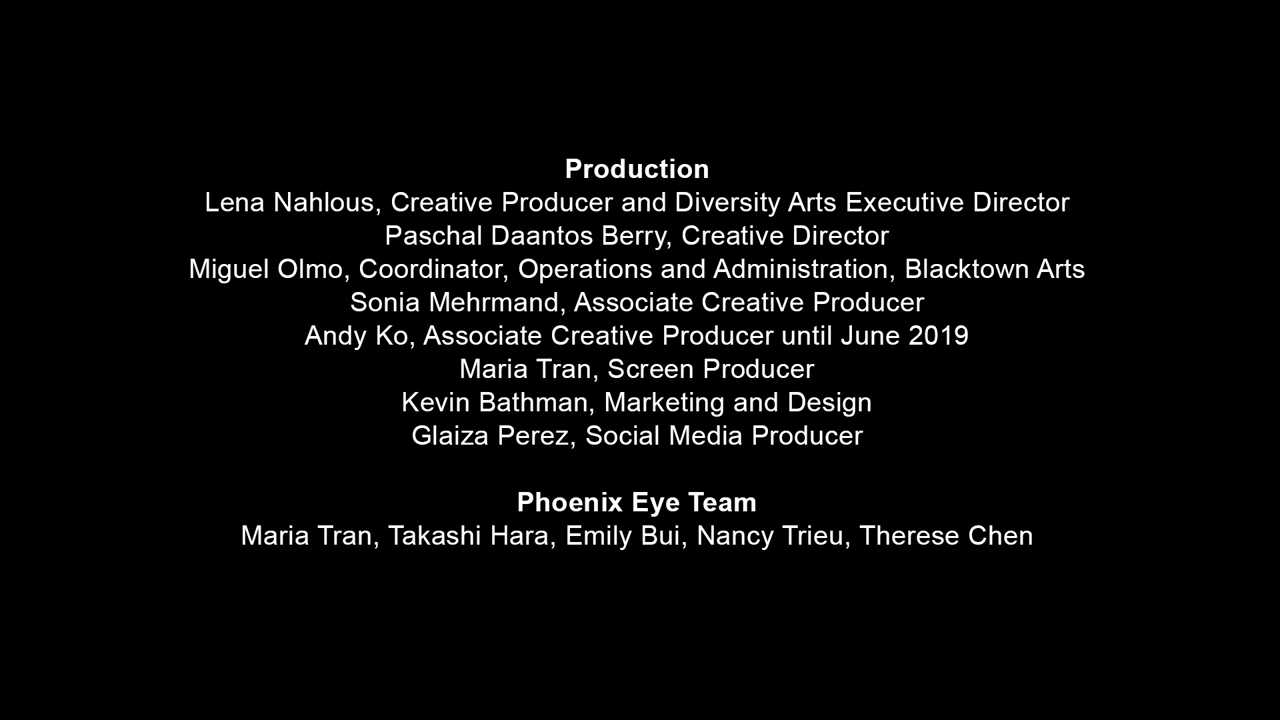 Production
Lena Nahlous, Creative Producer and Diversity Arts Executive Director
Paschal Daantos Berry, Creative Director
Miguel Olmo, Coordinator, Operations and Administration, Blacktown Arts
Sonia Mehrmand, Associate Creative Producer
Andy Ko, Associate Creative Producer until June 2019
Maria Tran, Screen Producer
Kevin Bathman, Marketing and Design
Glaiza Perez, Social Media Producer
Phoenix Eye Team
Maria Tran, Takashi Hara, Emily Bui, Nancy Trieu, Therese Chen